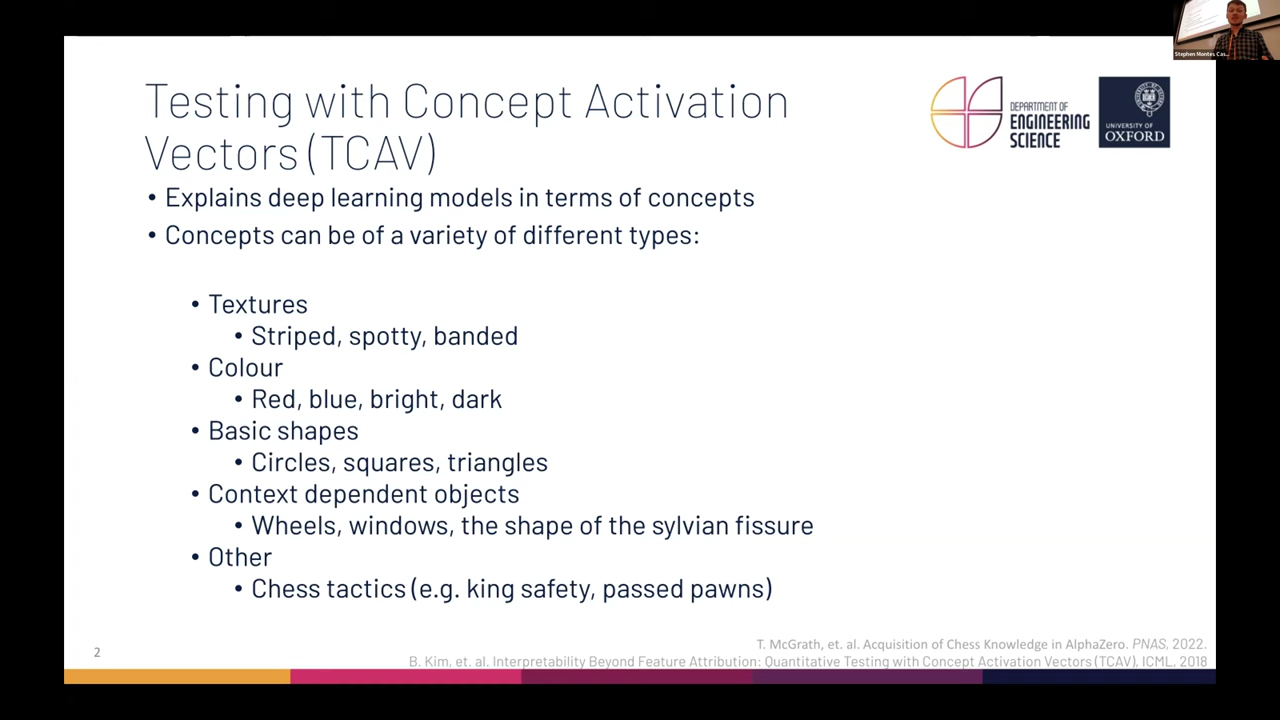 Testing with Concept Activation
Vectors (TCAV)
DEPARTMENT OF
ENGINEERING
SCIENCE
UNIVERSITY OF
OXFORD
• Explains deep learning models in terms of concepts
• Concepts can be of a variety of different types:
• Textures
• Striped, spotty, banded
• Colour
• Red, blue, bright, dark
• Basic shapes
• Circles, squares, triangles
• Context dependent objects
• Wheels, windows, the shape of the sylvian fissure
• Other
• Chess tactics (e.g. king safety, passed pawns)
2
T. McGrath, et. al. Acquisition of Chess Knowledge in AlphaZero. PNAS, 2022.
B. Kim, et. al. Interpretability Beyond Feature Attribution: Quantitative Testing with Concept Activation Vectors (TCAV), ICML, 2018
Stephen Montes Cas...